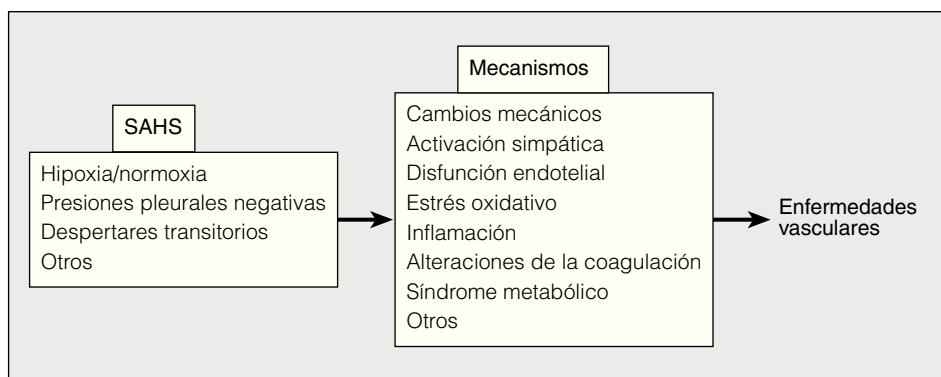 SAHS
Hipoxia/normoxia
Presiones pleurales negativas
Despertares transitorios
Otros
Mecanismos
Cambios mecánicos
Activación simpática
Disfunción endotelial
Estrés oxidativo
Inflamación
Alteraciones de la coagulación
Síndrome metabólico
Otros
Enfermedades
vasculares